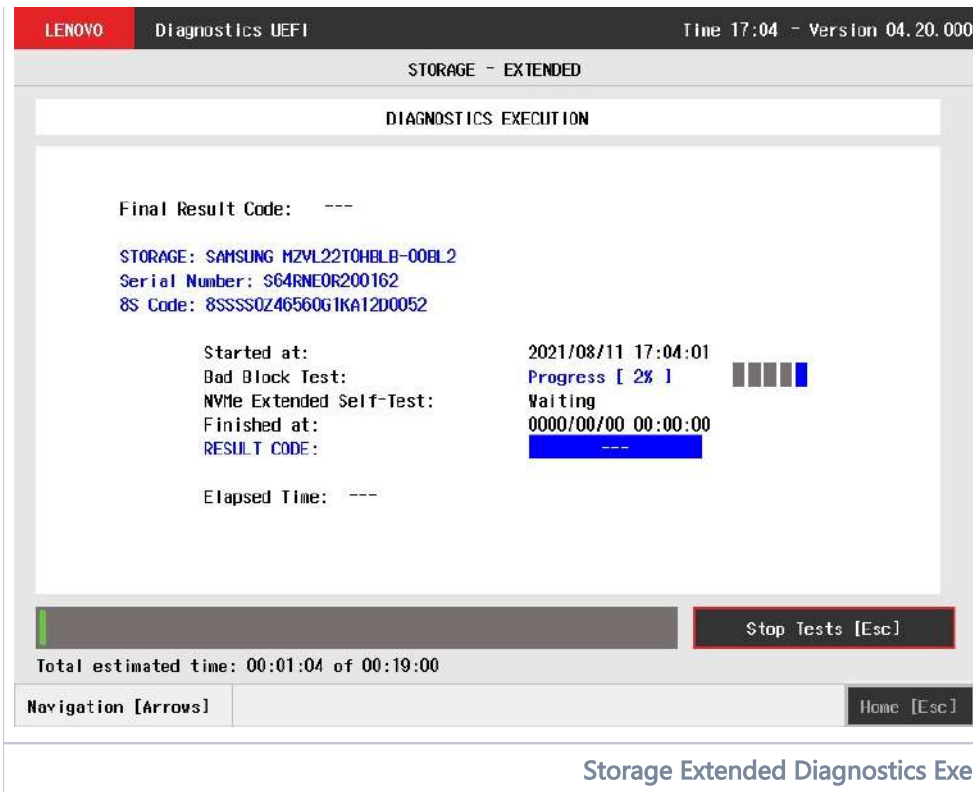 LENOVO Diagnostics UEFI Time 17:04 - Version 04.20.000
STORAGE - EXTENDED
DIAGNOSTICS EXECUTION
Final Result Code: ---
STORAGE: SAMSUNG MZVL22T0HBLB-00BL2
Serial Number: S64RNE0R200162
8S Code: 8SSSS0Z46560G1KA12D0052
Started at: 2021/08/11 17:04:01
Bad Block Test: Progress [ 2% ]
NVMe Extended Self-Test: Waiting
Finished at: 0000/00/00 00:00:00
RESULT CODE: ---
Elapsed Time: ---
Stop Tests [Esc]
Total estimated time: 00:01:04 of 00:19:00
Navigation [Arrows] Home [Esc]
Storage Extended Diagnostics Exe